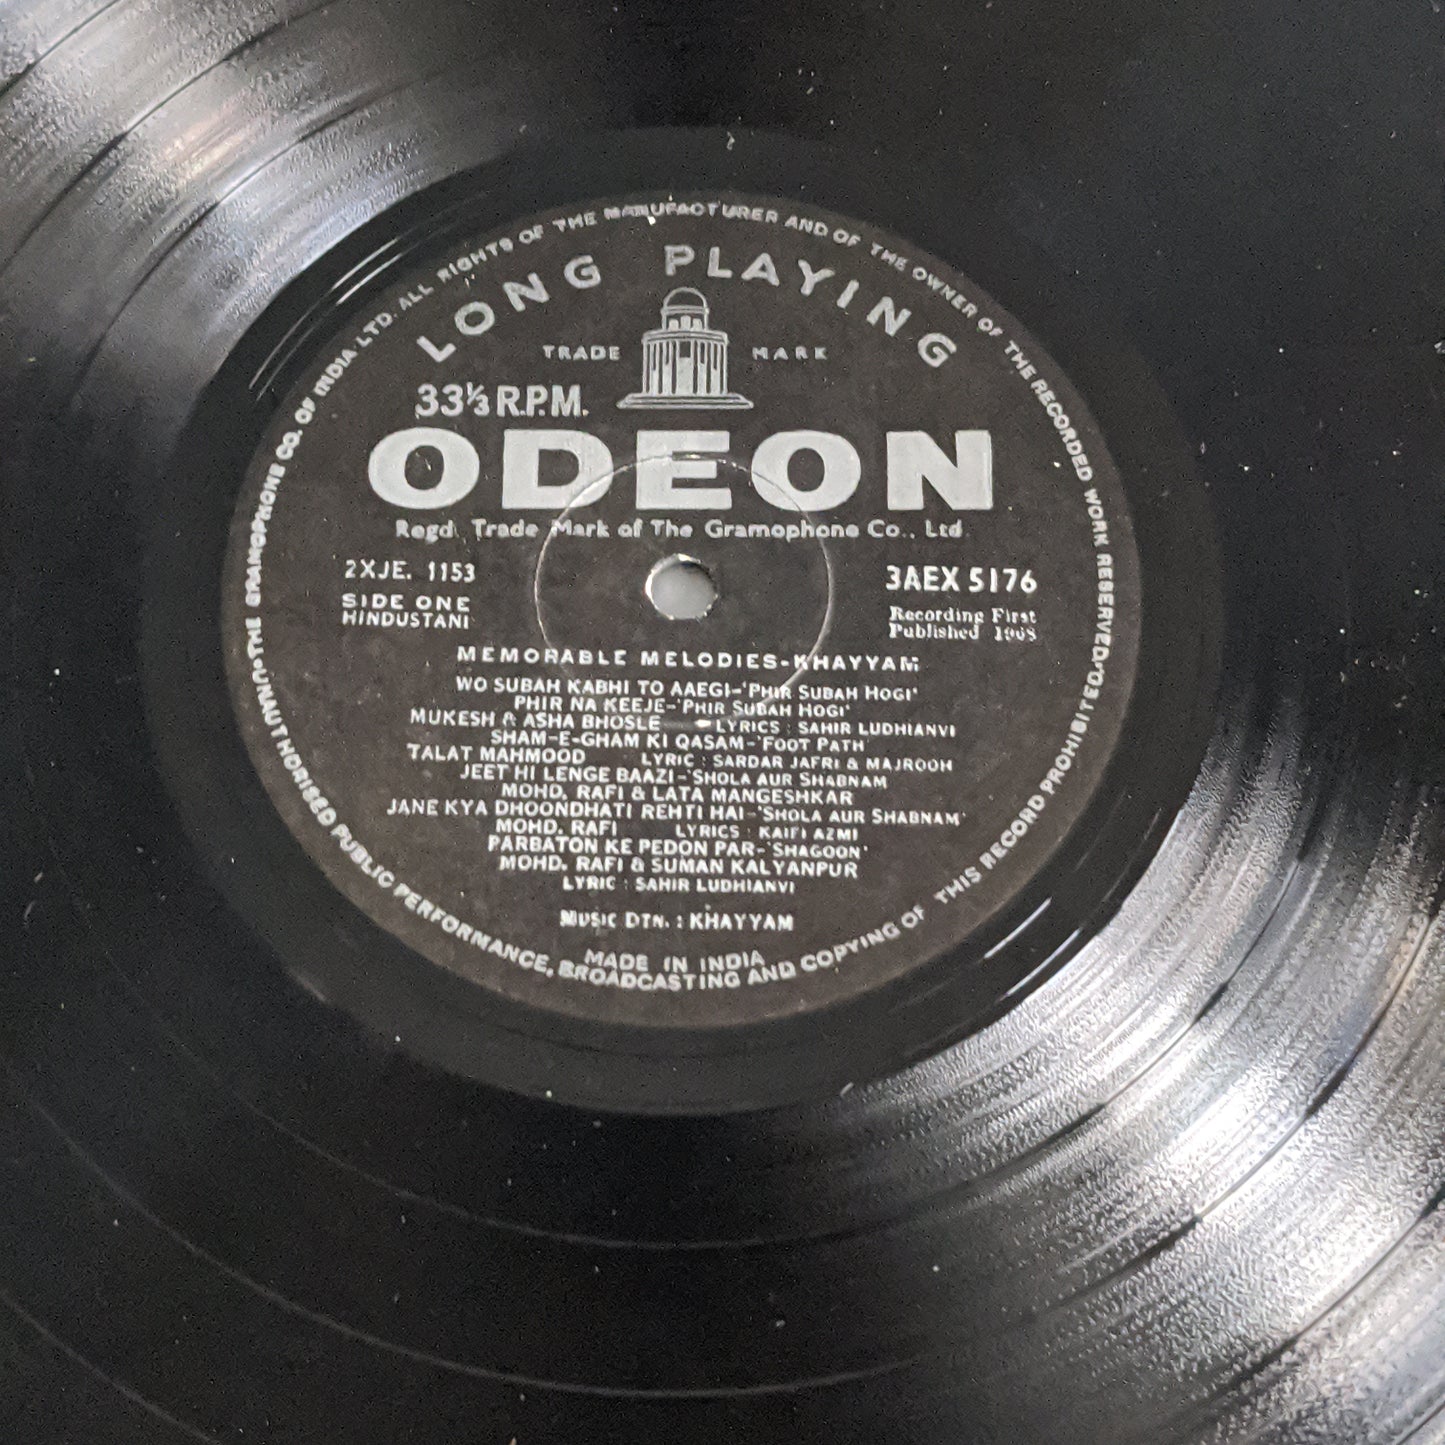 THE GRAMOPHONE CO. OF INDIA LTD. ALL RIGHTS OF THE MANUFACTURER AND OF THE OWNER OF THE RECORDED WORK RESERVED
UNAUTHORISED PUBLIC PERFORMANCE, BROADCASTING AND COPYING OF THIS RECORD PROHIBITED
LONG PLAYING
TRADE MARK
33⅓ R.P.M.
ODEON
Regd. Trade Mark of The Gramophone Co., Ltd.
2XJE. 1153
3AEX 5176
SIDE ONE
HINDUSTANI
Recording First
Published 1968
MEMORABLE MELODIES-KHAYYAM
WO SUBAH KABHI TO AAEGI-'PHIR SUBAH HOGI'
PHIR NA KEEJE-'PHIR SUBAH HOGI'
MUKESH & ASHA BHOSLE LYRICS : SAHIR LUDHIANVI
SHAM-E-GHAM KI QASAM-'FOOT PATH'
TALAT MAHMOOD LYRIC : SARDAR JAFRI & MAJROOH
JEET HI LENGE BAAZI-'SHOLA AUR SHABNAM
MOHD. RAFI & LATA MANGESHKAR
JANE KYA DHOONDHATI REHTI HAI-'SHOLA AUR SHABNAM'
MOHD. RAFI LYRICS : KAIFI AZMI
PARBATON KE PEDON PAR-'SHAGOON'
MOHD. RAFI & SUMAN KALYANPUR
LYRIC : SAHIR LUDHIANVI
MUSIC DTN. : KHAYYAM
MADE IN INDIA